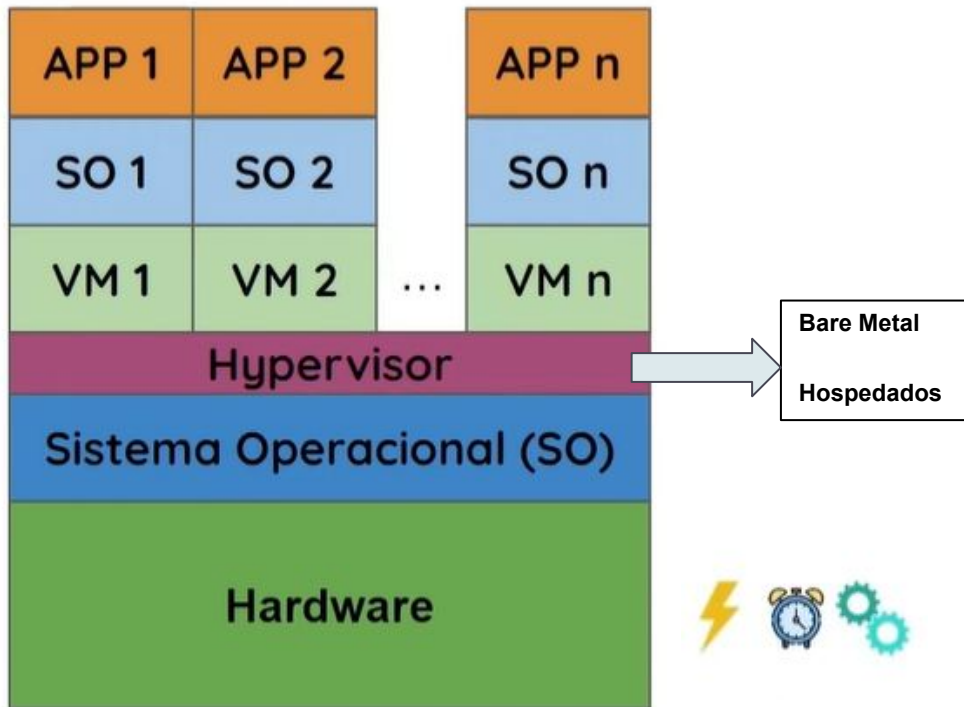 APP 1 APP 2 APP n
SO 1 SO 2 SO n
VM 1 VM 2 ... VM n
Hypervisor
Sistema Operacional (SO)
Hardware
Bare Metal
Hospedados